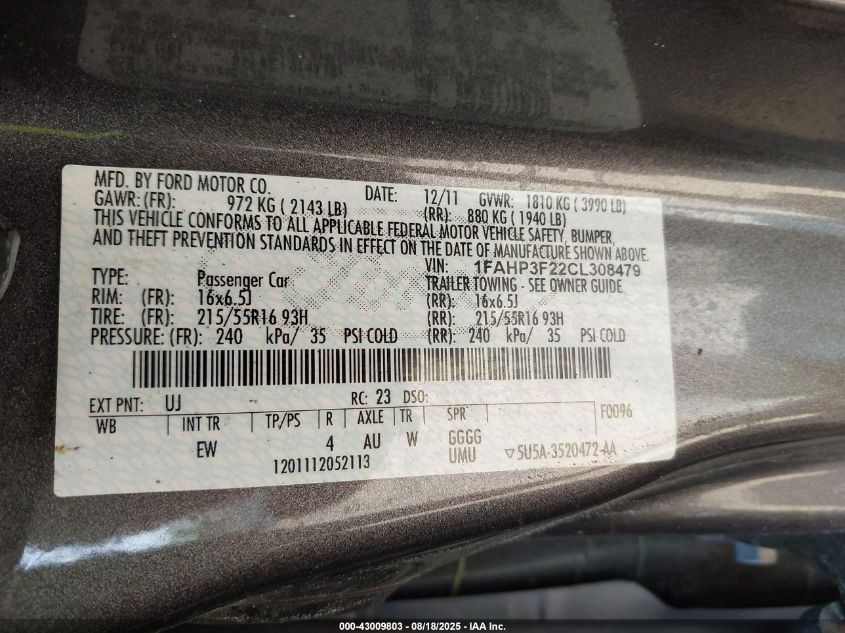 MFD. BY FORD MOTOR CO. DATE: 12/11 GVWR: 1810 KG ( 3990 LB)
GAWR: (FR): 972 KG ( 2143 LB) (RR): 880 KG ( 1940 LB)
THIS VEHICLE CONFORMS TO ALL APPLICABLE FEDERAL MOTOR VEHICLE SAFETY, BUMPER,
AND THEFT PREVENTION STANDARDS IN EFFECT ON THE DATE OF MANUFACTURE SHOWN ABOVE.
VIN: 1FAHP3F22CL308479
TYPE: Passenger Car TRAILER TOWING - SEE OWNER GUIDE
RIM: (FR): 16x6.5J (RR): 16x6.5J
TIRE: (FR): 215/55R16 93H (RR): 215/55R16 93H
PRESSURE: (FR): 240 kPa/ 35 PSI COLD (RR): 240 kPa/ 35 PSI COLD
EXT PNT: UJ RC: 23 DSO: F0096
WB INT TR TP/PS R AXLE TR SPR
EW 4 AU W GGGG
UMU
1201112052113 ▽5U5A-3520472-AA
000-43009803 - 08/18/2025 - IAA Inc.